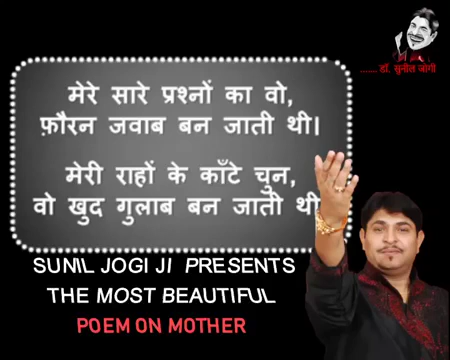 ....... डॉ. सुनील जोगी
मेरे सारे प्रश्नों का वो,
फ़ौरन जवाब बन जाती थी।
मेरी राहों के काँटे चुन,
वो खुद गुलाब बन जाती थी
SUNIL JOGI JI PRESENTS
THE MOST BEAUTIFUL
POEM ON MOTHER